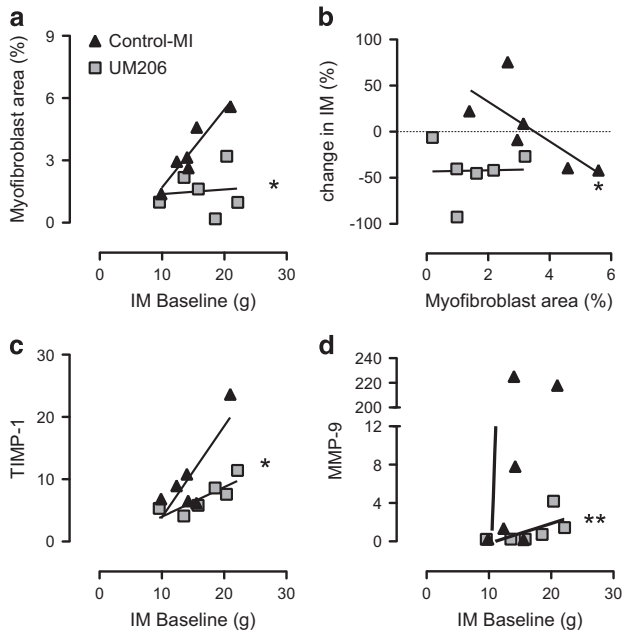 a
Myofibroblast area (%)
9
6
3
0
Control-MI
UM206
*
0 10 20 30
IM Baseline (g)
b
change in IM (%)
100
50
0
-50
-100
*
0 2 4 6
Myofibroblast area (%)
c
TIMP-1
30
20
10
0
*
0 10 20 30
IM Baseline (g)
d
MMP-9
240
220
200
12
8
4
0
**
0 10 20 30
IM Baseline (g)